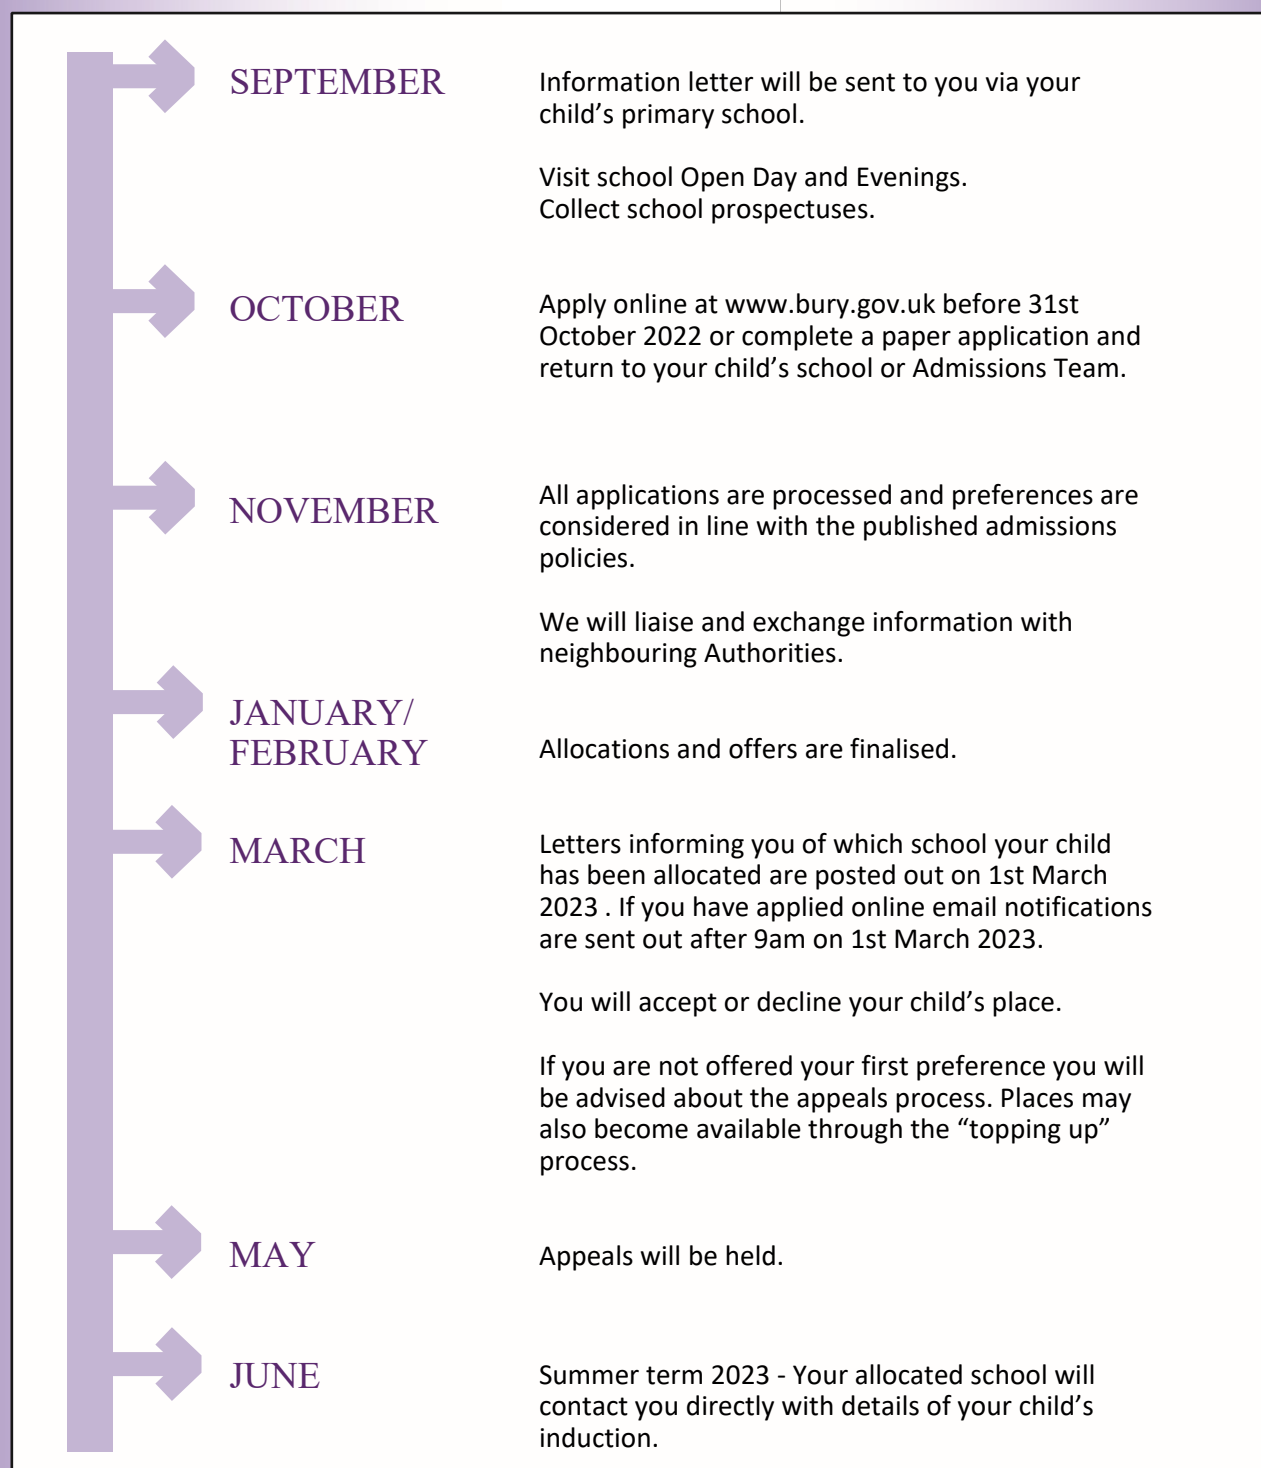 SEPTEMBER
Information letter will be sent to you via your
child’s primary school.
Visit school Open Day and Evenings.
Collect school prospectuses.
OCTOBER
Apply online at www.bury.gov.uk before 31st
October 2022 or complete a paper application and
return to your child’s school or Admissions Team.
NOVEMBER
All applications are processed and preferences are
considered in line with the published admissions
policies.
We will liaise and exchange information with
neighbouring Authorities.
JANUARY/
FEBRUARY
Allocations and offers are finalised.
MARCH
Letters informing you of which school your child
has been allocated are posted out on 1st March
2023 . If you have applied online email notifications
are sent out after 9am on 1st March 2023.
You will accept or decline your child’s place.
If you are not offered your first preference you will
be advised about the appeals process. Places may
also become available through the “topping up”
process.
MAY
Appeals will be held.
JUNE
Summer term 2023 - Your allocated school will
contact you directly with details of your child’s
induction.